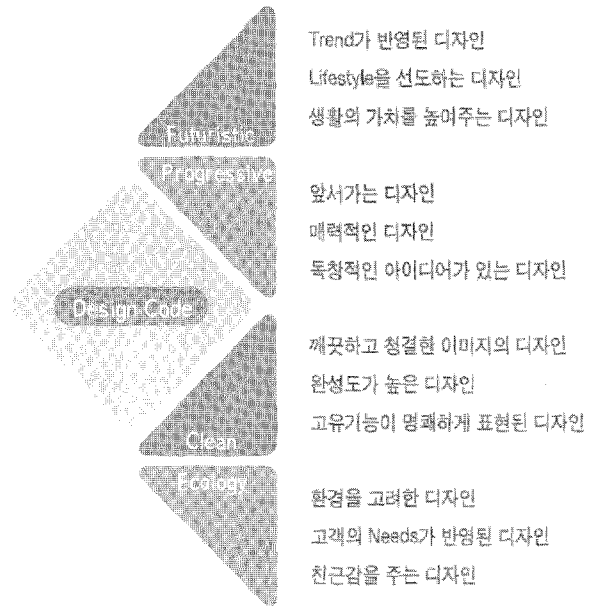 Trend가 반영된 디자인
Lifestyle을 선도하는 디자인
생활의 가치를 높여주는 디자인
Futuristic
Progressive
앞서가는 디자인
매력적인 디자인
독창적인 아이디어가 있는 디자인
Design Code
깨끗하고 청결한 이미지의 디자인
완성도가 높은 디자인
고유기능이 명쾌하게 표현된 디자인
Clean
Ecology
환경을 고려한 디자인
고객의 Needs가 반영된 디자인
친근감을 주는 디자인